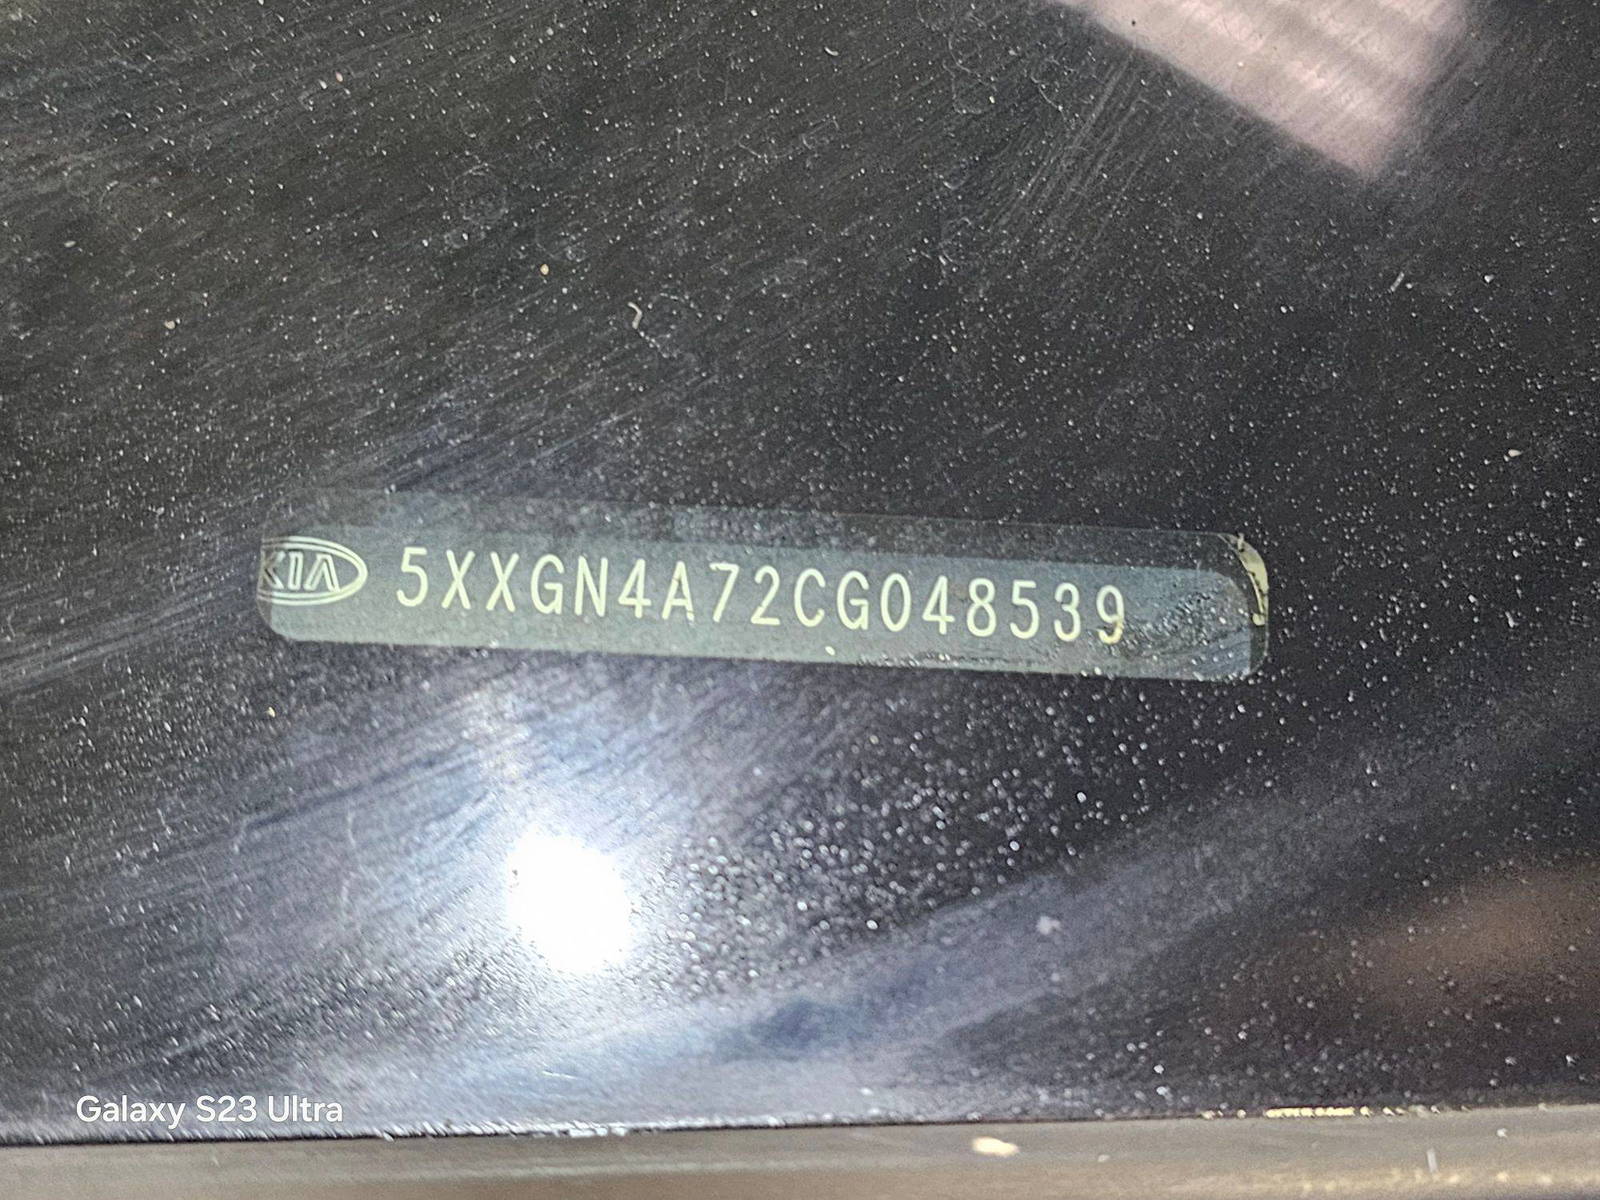 KIA 5XXGN4A72CG048539
Galaxy S23 Ultra